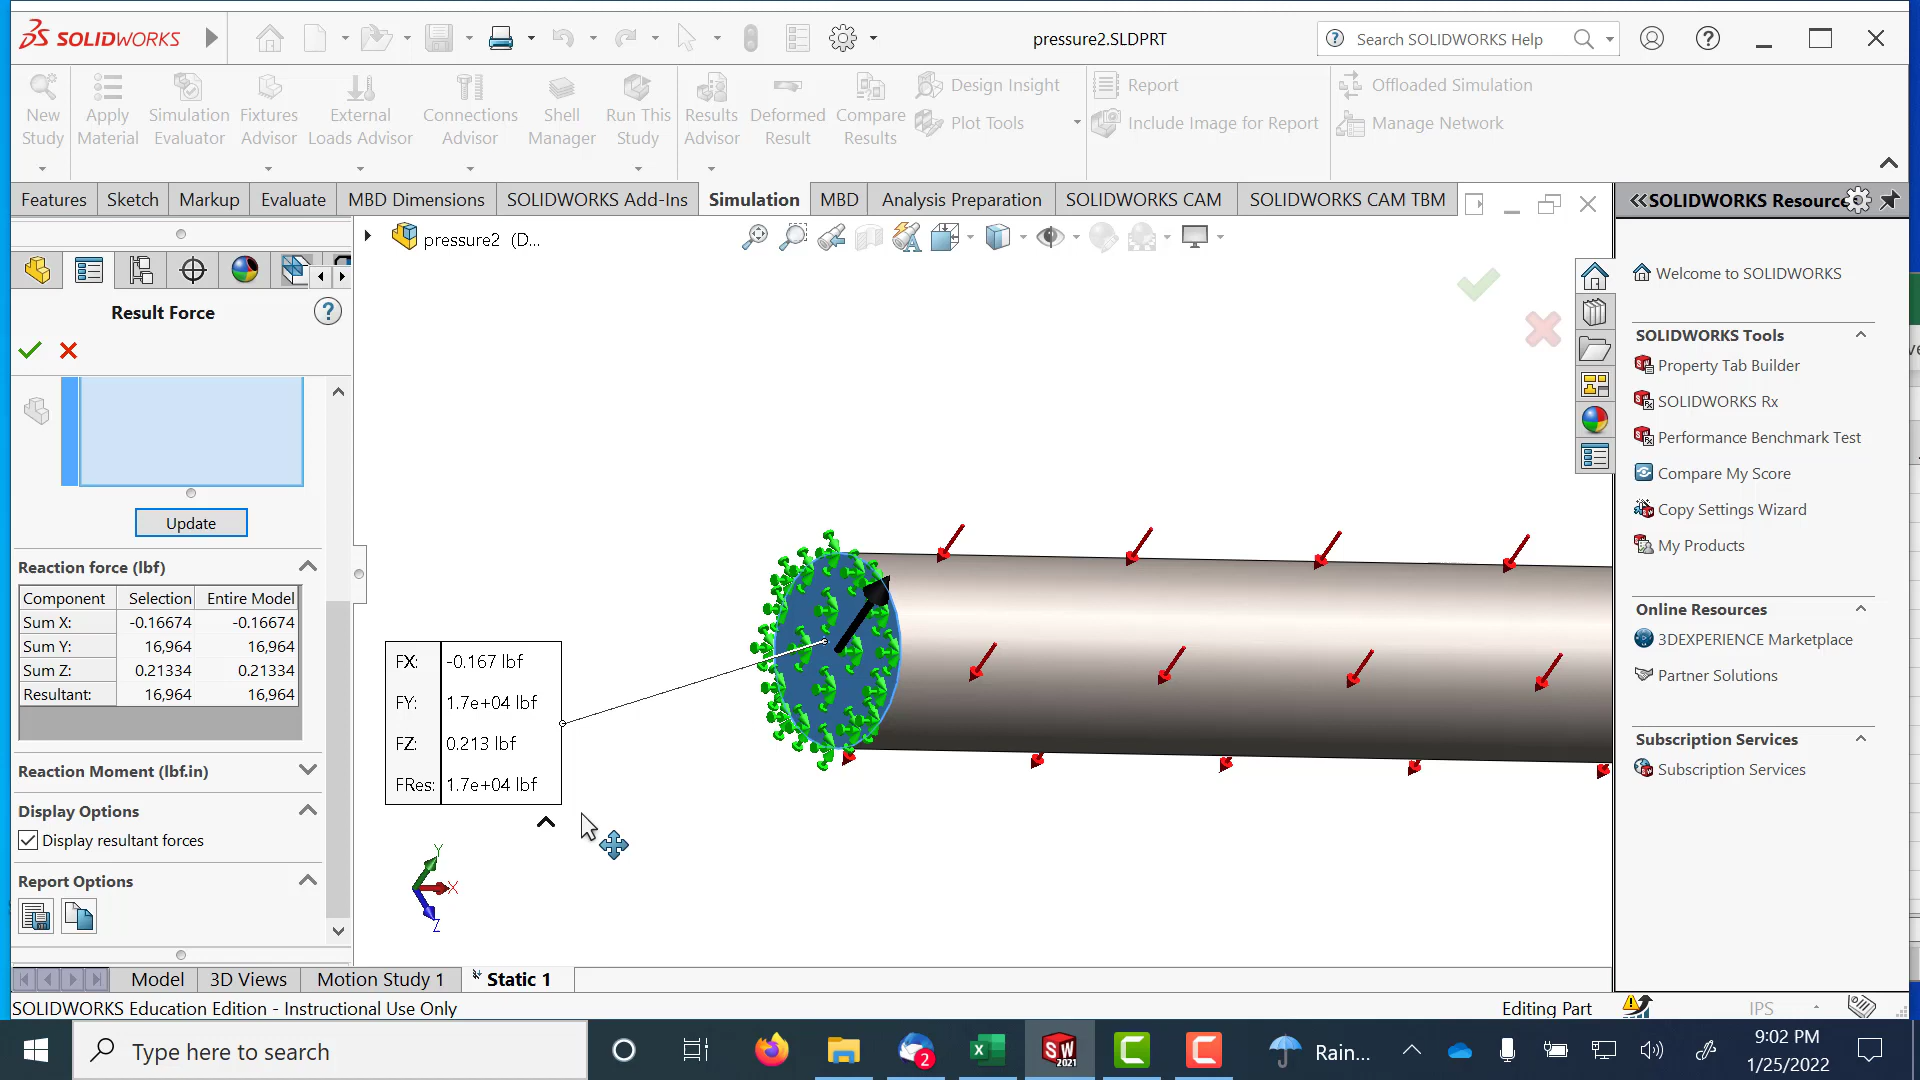 SOLIDWORKS
pressure2.SLDPRT
Search SOLIDWORKS Help
New Study
Apply Material
Simulation Evaluator
Fixtures Advisor
External Loads Advisor
Connections Advisor
Shell Manager
Run This Study
Results Advisor
Deformed Result
Compare Results
Design Insight
Plot Tools
Report
Include Image for Report
Offloaded Simulation
Manage Network
Features
Sketch
Markup
Evaluate
MBD Dimensions
SOLIDWORKS Add-Ins
Simulation
MBD
Analysis Preparation
SOLIDWORKS CAM
SOLIDWORKS CAM TBM
SOLIDWORKS Resource
pressure2 (D...
Result Force
Update
Reaction force (lbf)
Component Selection Entire Model
Sum X: -0.16674 -0.16674
Sum Y: 16,964 16,964
Sum Z: 0.21334 0.21334
Resultant: 16,964 16,964
Reaction Moment (lbf.in)
Display Options
Display resultant forces
Report Options
FX: -0.167 lbf
FY: 1.7e+04 lbf
FZ: 0.213 lbf
FRes: 1.7e+04 lbf
Y
X
Z
Welcome to SOLIDWORKS
SOLIDWORKS Tools
Property Tab Builder
SOLIDWORKS Rx
Performance Benchmark Test
Compare My Score
Copy Settings Wizard
My Products
Online Resources
3DEXPERIENCE Marketplace
Partner Solutions
Subscription Services
Subscription Services
Model
3D Views
Motion Study 1
Static 1
SOLIDWORKS Education Edition - Instructional Use Only
Editing Part
IPS
Type here to search
2
SW
2021
Rain...
9:02 PM
1/25/2022